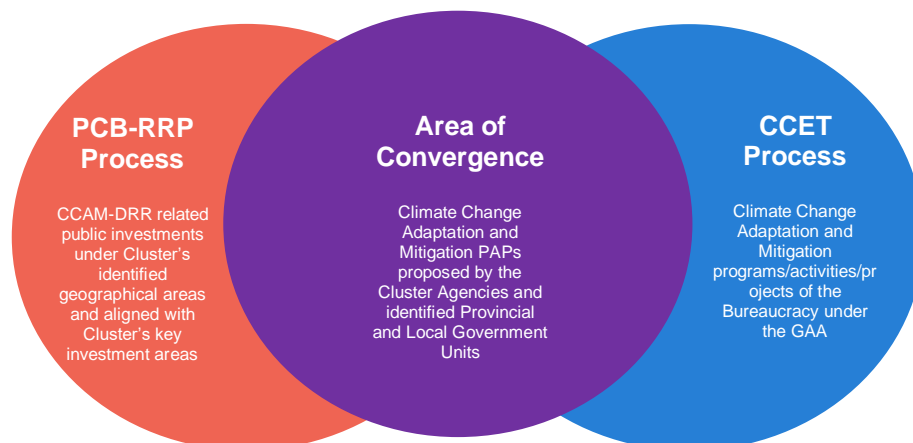 PCB-RRP
Process
CCAM-DRR related
public investments
under Cluster's
identified
geographical areas
and aligned with
Cluster's key
investment areas
Area of
Convergence
Climate Change
Adaptation and
Mitigation PAPs
proposed by the
Cluster Agencies and
identified Provincial
and Local Government
Units
CCET
Process
Climate Change
Adaptation and
Mitigation
programs/activities/pr
ojects of the
Bureaucracy under
the GAA